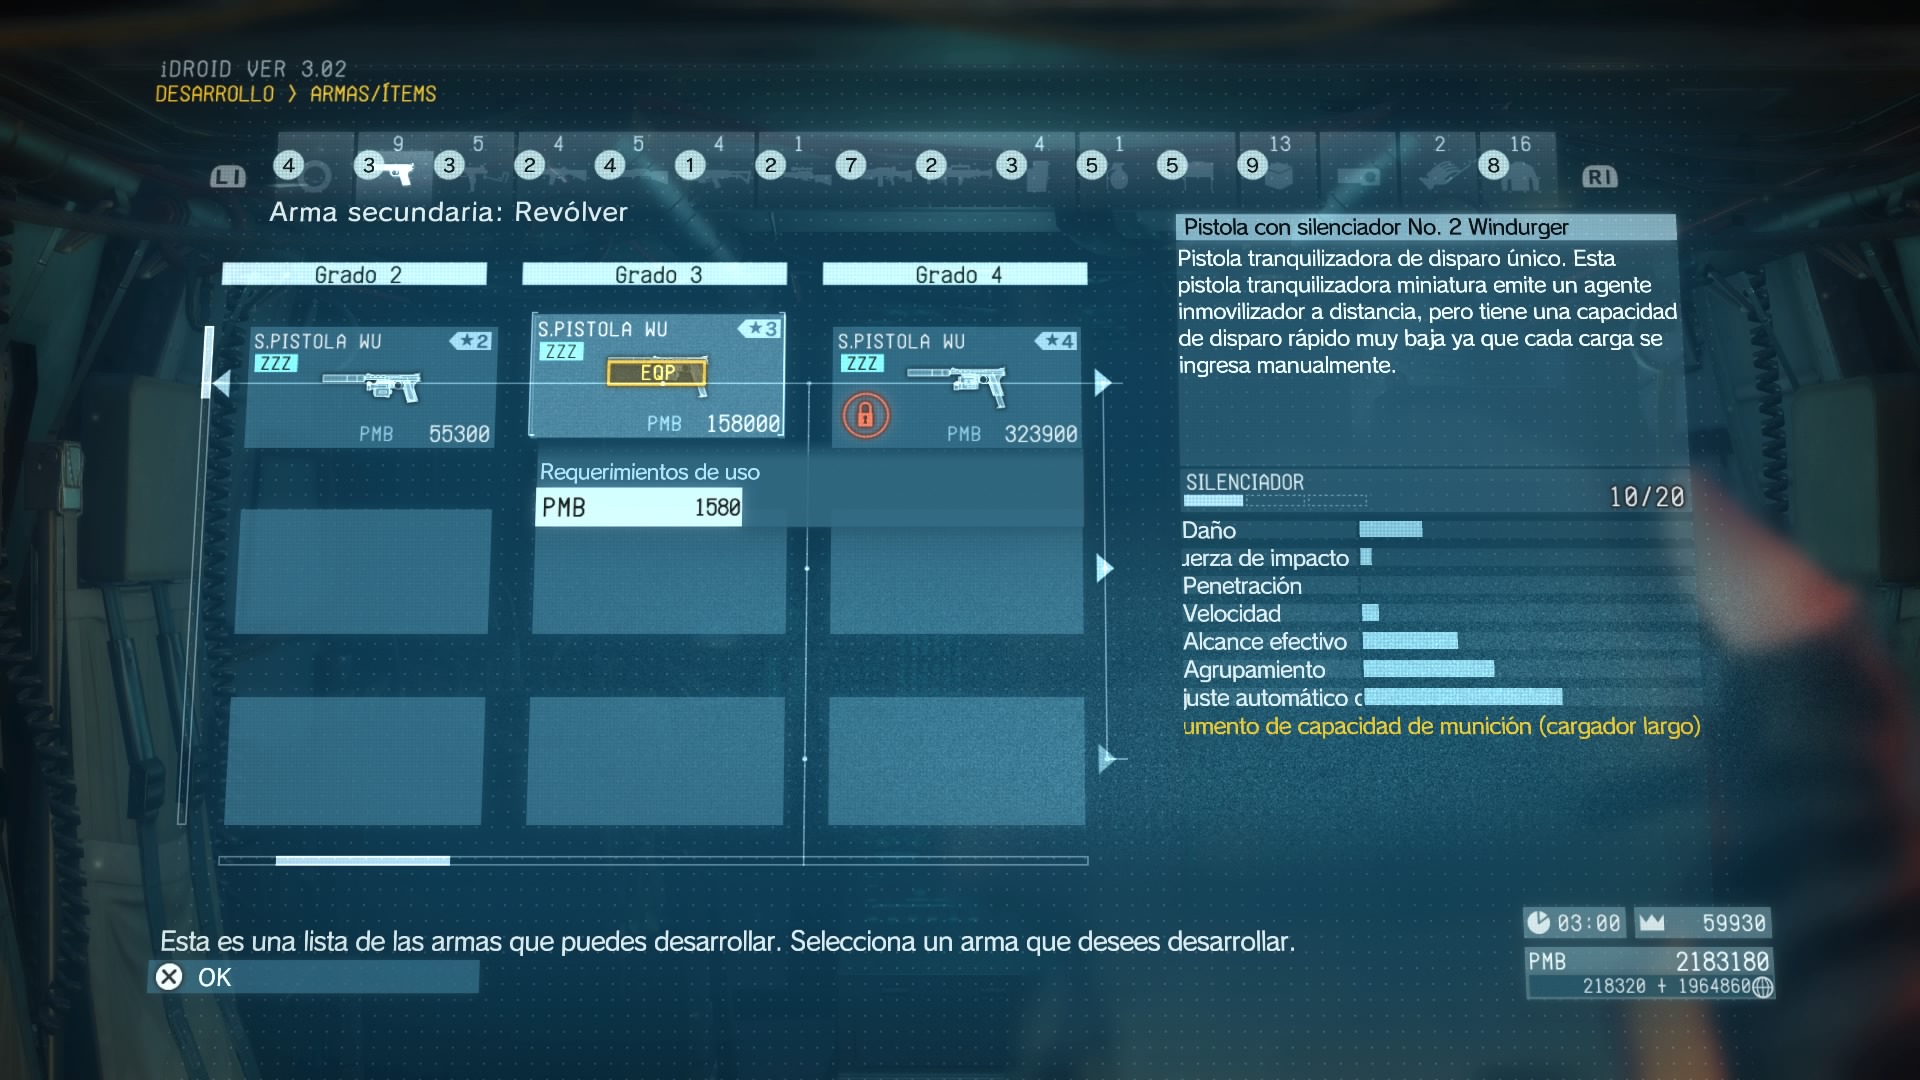 iDROID VER 3.02
DESARROLLO > ARMAS/ÍTEMS
9 5 4 5 4 1 4 1 13 2 16
L1 4 3 3 2 4 1 2 7 2 3 5 5 9 8 R1
Arma secundaria: Revólver
Grado 2
Grado 3
Grado 4
S.PISTOLA WU ★2
ZZZ
PMB 55300
S.PISTOLA WU ★3
ZZZ
EQP
PMB 158000
S.PISTOLA WU ★4
ZZZ
PMB 323900
Requerimientos de uso
PMB 1580
Pistola con silenciador No. 2 Windurger
Pistola tranquilizadora de disparo único. Esta
pistola tranquilizadora miniatura emite un agente
inmovilizador a distancia, pero tiene una capacidad
de disparo rápido muy baja ya que cada carga se
ingresa manualmente.
SILENCIADOR
10/20
Daño
uerza de impacto
Penetración
Velocidad
Alcance efectivo
Agrupamiento
juste automático d
umento de capacidad de munición (cargador largo)
Esta es una lista de las armas que puedes desarrollar. Selecciona un arma que desees desarrollar.
OK
03:00 59930
PMB 2183180
218320 + 1964860